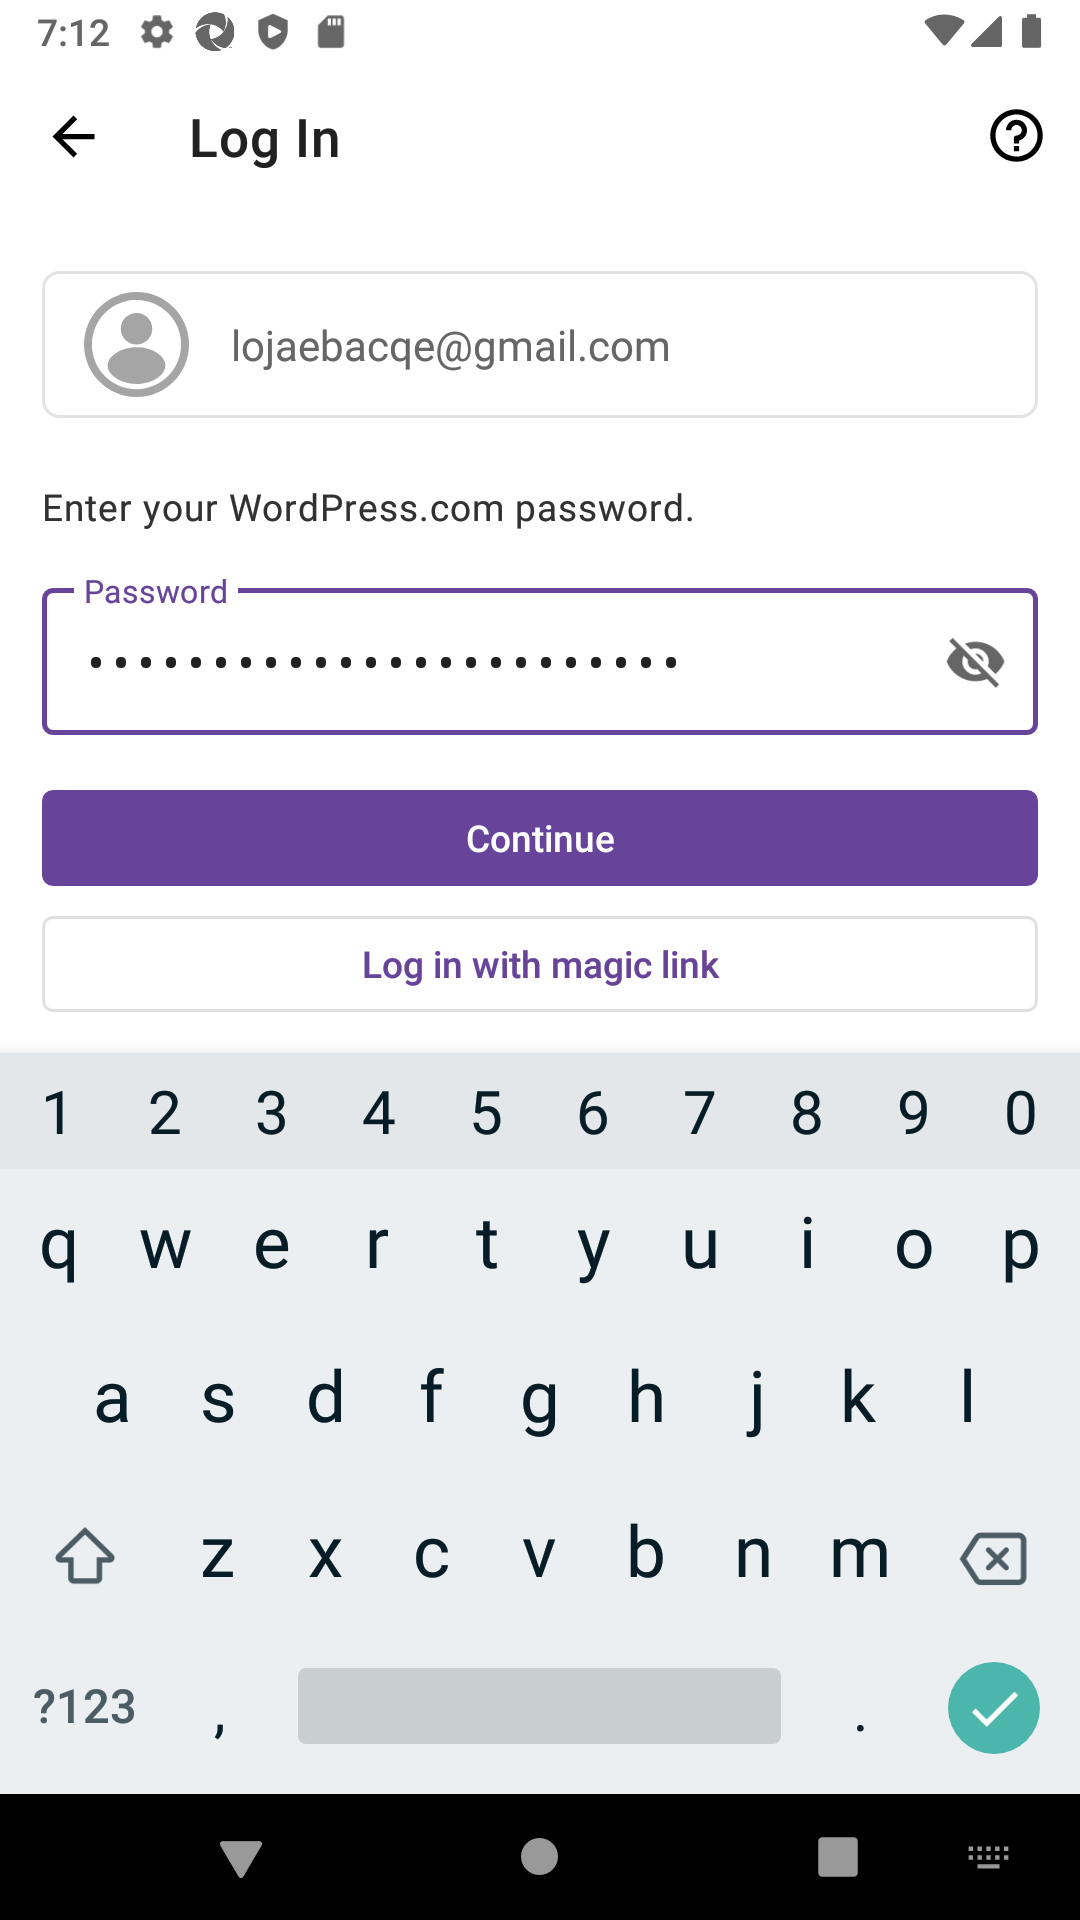 7:12
Log In
lojaebacqe@gmail.com
Enter your WordPress.com password.
Password
••••••••••••••••••••••••
Continue
Log in with magic link
1 2 3 4 5 6 7 8 9 0
q w e r t y u i o p
a s d f g h j k l
z x c v b n m
?123 , .